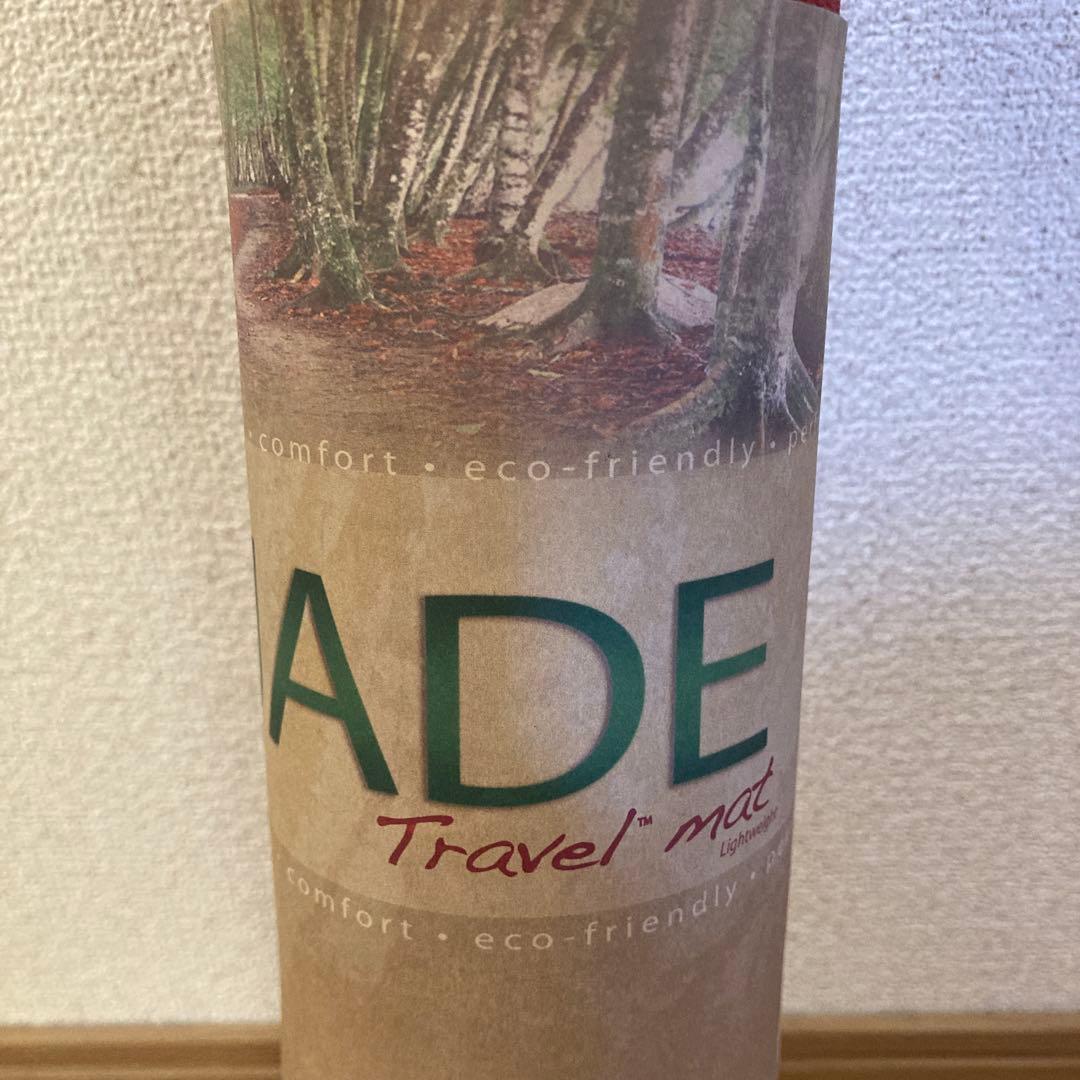 • comfort • eco-friendly •
ADE
Travel™ mat
Lightweight
comfort • eco-friendly •